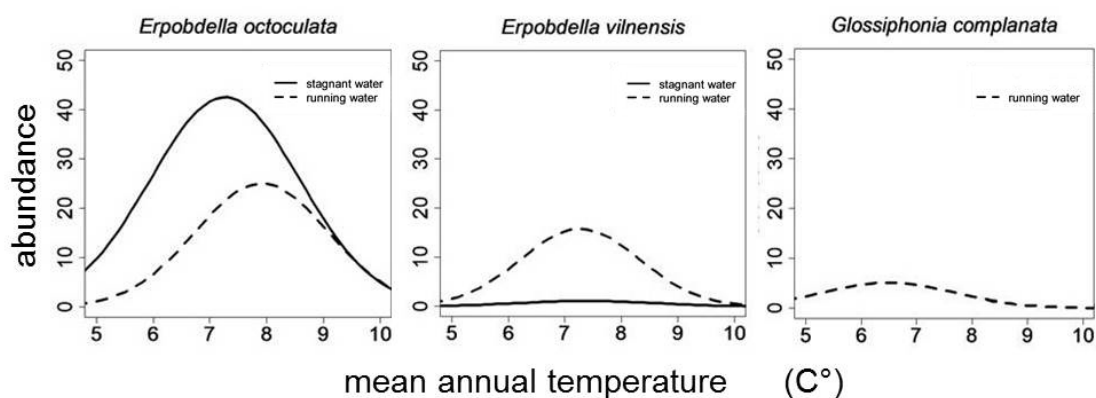 Erpobdella octoculata
Erpobdella vilnensis
Glossiphonia complanata
abundance
50
40
30
20
10
0
stagnant water
running water
5 6 7 8 9 10
50
40
30
20
10
0
stagnant water
running water
5 6 7 8 9 10
50
40
30
20
10
0
running water
5 6 7 8 9 10
mean annual temperature (C°)